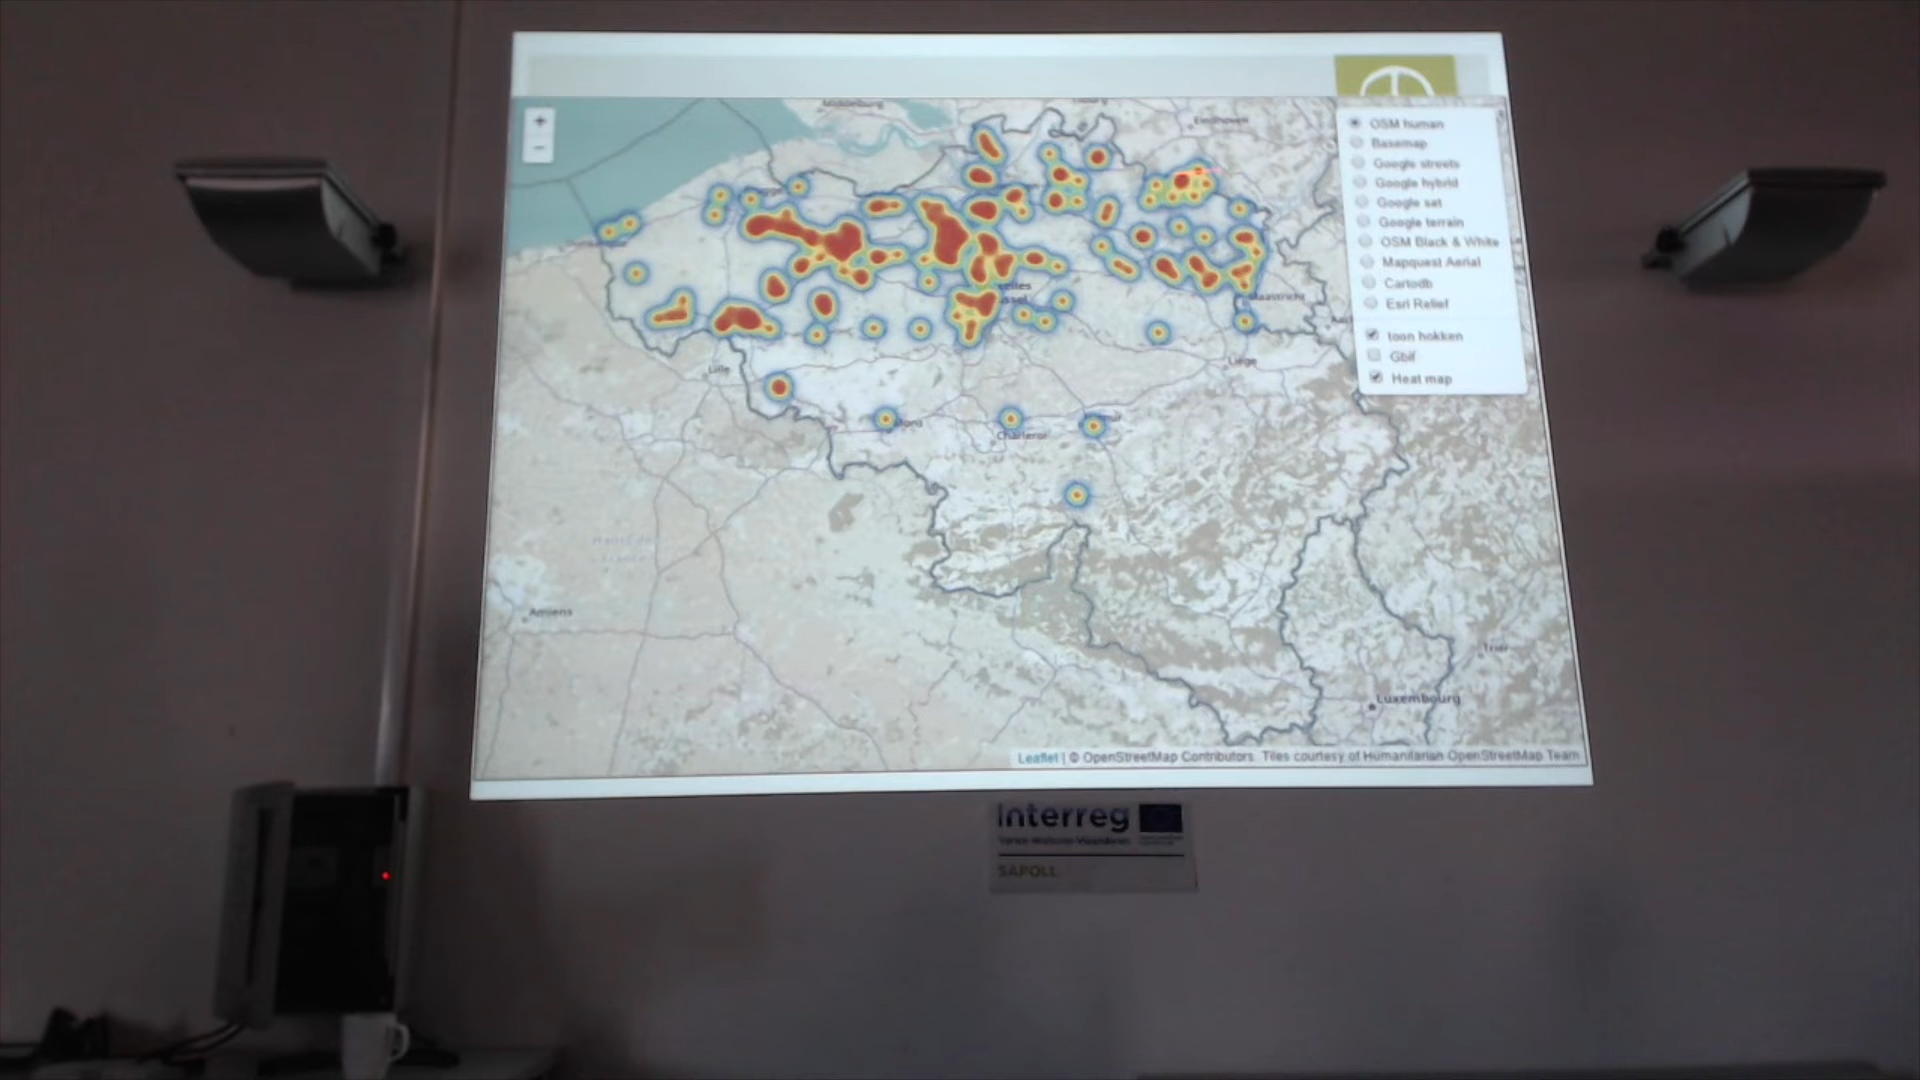 Middelburg
Eindhoven
+
−
OSM human
Basemap
Google streets
Google hybrid
Google sat
Google terrain
OSM Black & White
Mapquest Aerial
Cartodb
Esri Relief
toon hokken
Gbif
Heat map
Maastricht
Liège
Lille
Mons
Charleroi
Amiens
Trier
Luxembourg
Leaflet | © OpenStreetMap Contributors. Tiles courtesy of Humanitarian OpenStreetMap Team
Interreg
SAPOLL